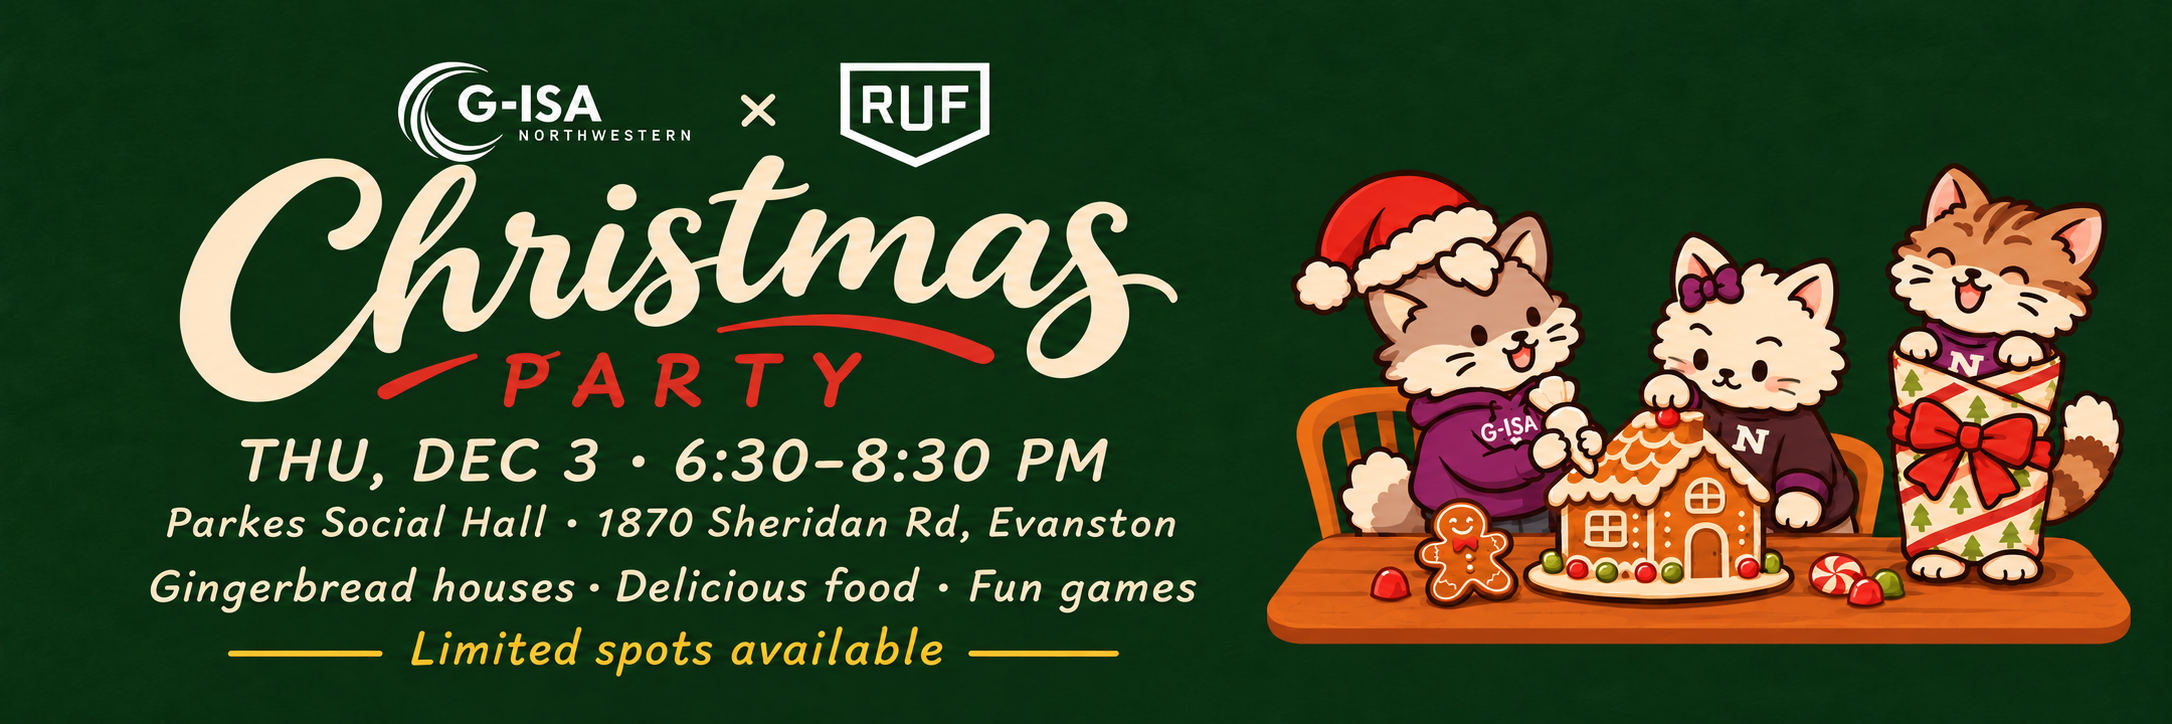 G-ISA
NORTHWESTERN
×
RUF
Christmas
PARTY
THU, DEC 3 • 6:30–8:30 PM
Parkes Social Hall • 1870 Sheridan Rd, Evanston
Gingerbread houses • Delicious food • Fun games
Limited spots available
G-ISA
N
N